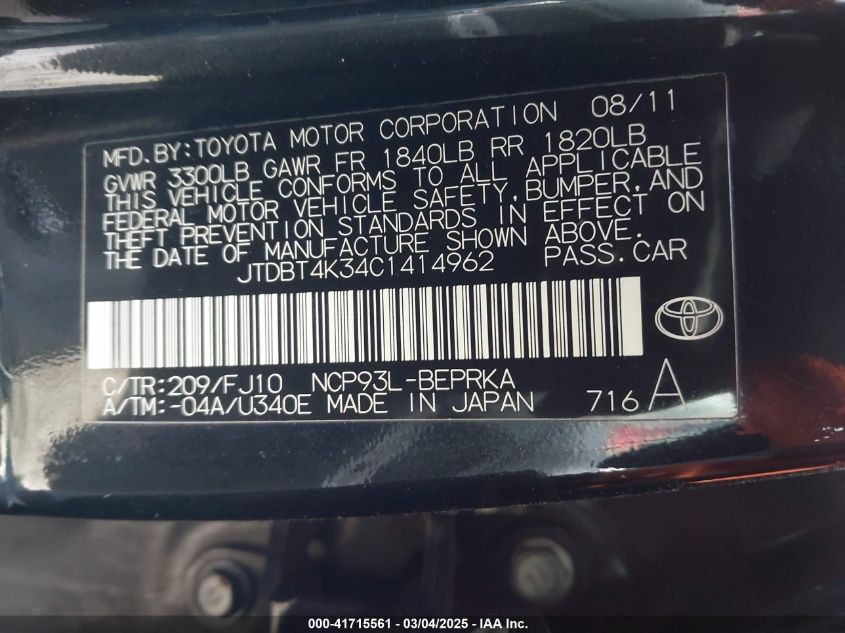 MFD.BY:TOYOTA MOTOR CORPORATION 08/11
GVWR 3300LB GAWR FR 1840LB RR 1820LB
THIS VEHICLE CONFORMS TO ALL APPLICABLE
FEDERAL MOTOR VEHICLE SAFETY,BUMPER,AND
THEFT PREVENTION STANDARDS IN EFFECT ON
THE DATE OF MANUFACTURE SHOWN ABOVE.
JTDBT4K34C1414962 PASS.CAR
C/TR:209/FJ10 NCP93L-BEPRKA
A/TM:-04A/U340E MADE IN JAPAN 716A
000-41715561 - 03/04/2025 - IAA Inc.